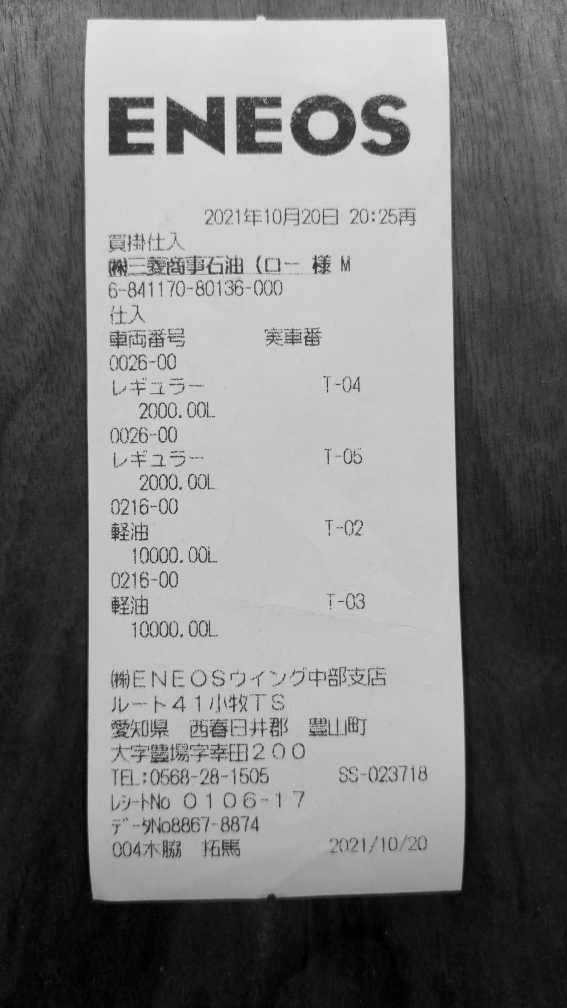 ENEOS
2021年10月20日 20:25再
買掛仕入
㈱三菱商事石油（ロー 様 M
6-841170-80136-000
仕入
車両番号 実車番
0026-00
レギュラー T-04
2000.00L
0026-00
レギュラー T-05
2000.00L
0216-00
軽油 T-02
10000.00L
0216-00
軽油 T-03
10000.00L
㈱ＥＮＥＯＳウイング中部支店
ルート４１小牧ＴＳ
愛知県 西春日井郡 豊山町
大字豊場字幸田２００
TEL:0568-28-1505 SS-023718
ﾚｼｰﾄNo ０１０６-１７
ﾃﾞｰﾀNo8867-8874
004木脇 拓馬 2021/10/20